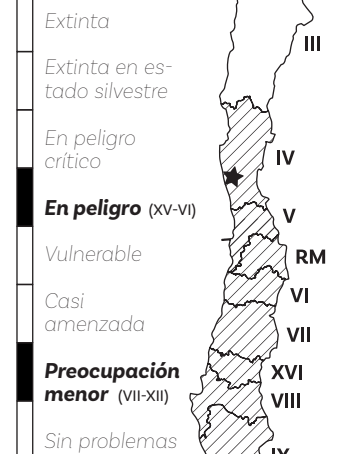 Extinta
Extinta en es-
tado silvestre
En peligro
crítico
En peligro (XV-VI)
Vulnerable
Casi
amenzada
Preocupación
menor (VII-XII)
Sin problemas
III
IV
V
RM
VI
VII
XVI
VIII
IX